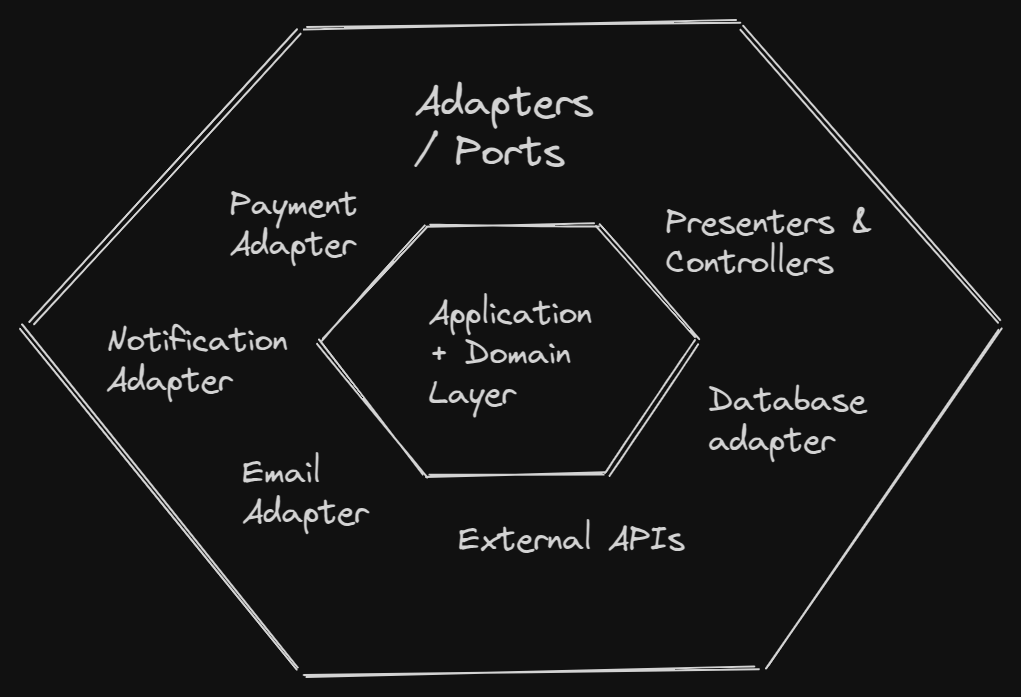 Adapters
/ Ports
Payment
Adapter
Presenters &
Controllers
Notification
Adapter
Application
+ Domain
Layer
Database
adapter
Email
Adapter
External APIs